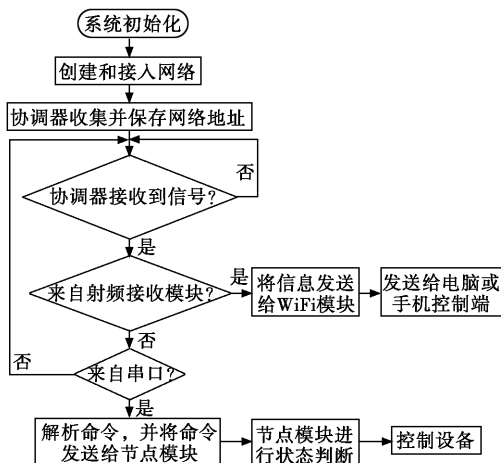 系统初始化
创建和接入网络
协调器收集并保存网络地址
协调器接收到信号?
否
是
来自射频接收模块?
是
将信息发送
给WiFi模块
发送给电脑或
手机控制端
否
来自串口?
否
是
解析命令，并将命令
发送给节点模块
节点模块进
行状态判断
控制设备